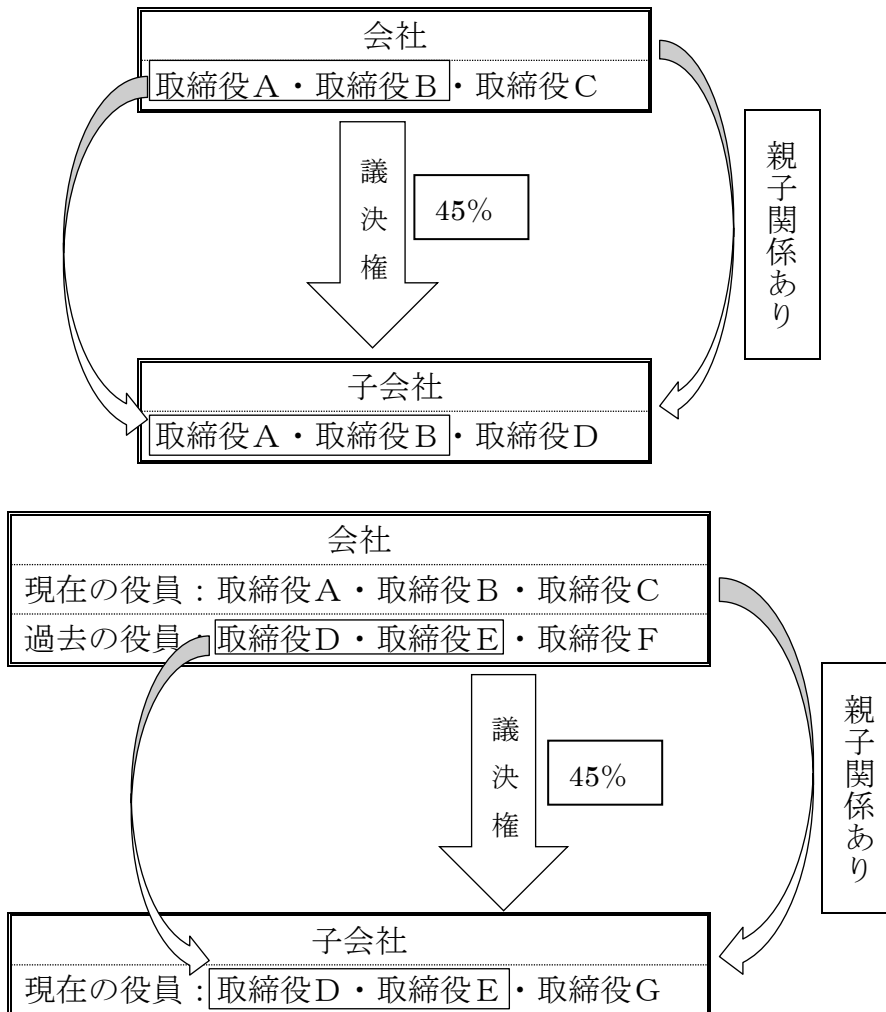 会社
取締役A・取締役B・取締役C
議決権
45%
親子関係あり
子会社
取締役A・取締役B・取締役D
会社
現在の役員：取締役A・取締役B・取締役C
過去の役員：取締役D・取締役E・取締役F
議決権
45%
親子関係あり
子会社
現在の役員：取締役D・取締役E・取締役G